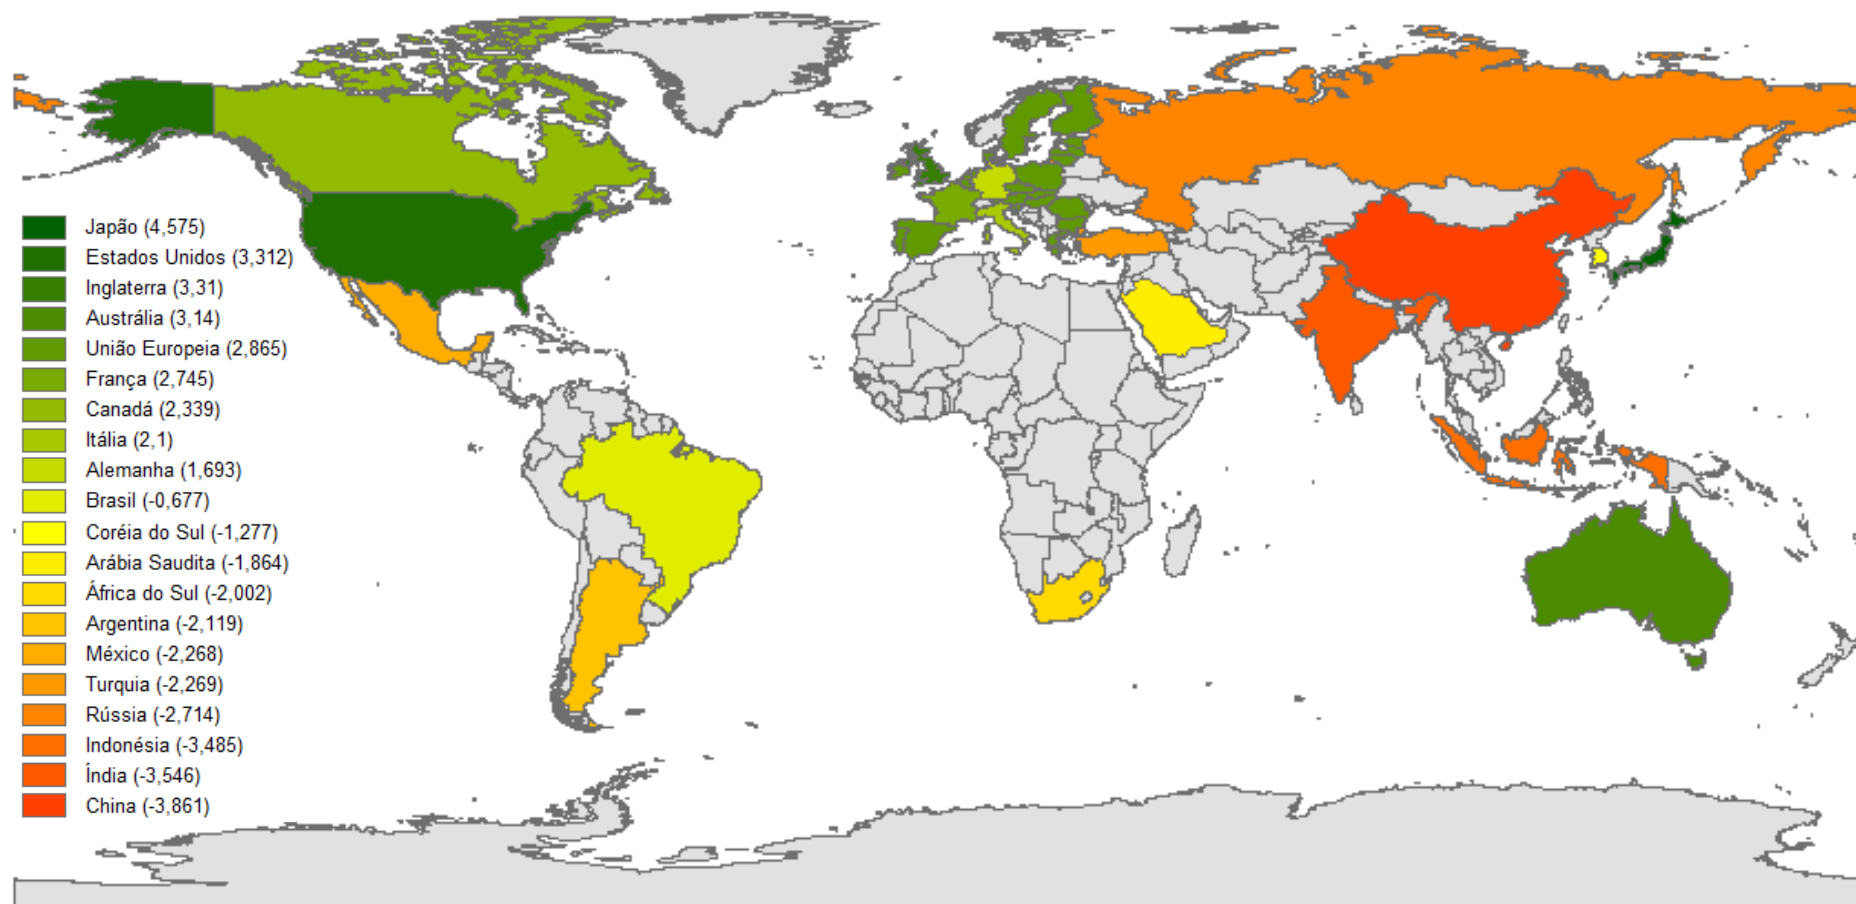 Japão (4,575)
Estados Unidos (3,312)
Inglaterra (3,31)
Austrália (3,14)
União Europeia (2,865)
França (2,745)
Canadá (2,339)
Itália (2,1)
Alemanha (1,693)
Brasil (-0,677)
Coréia do Sul (-1,277)
Arábia Saudita (-1,864)
África do Sul (-2,002)
Argentina (-2,119)
México (-2,268)
Turquia (-2,269)
Rússia (-2,714)
Indonésia (-3,485)
Índia (-3,546)
China (-3,861)